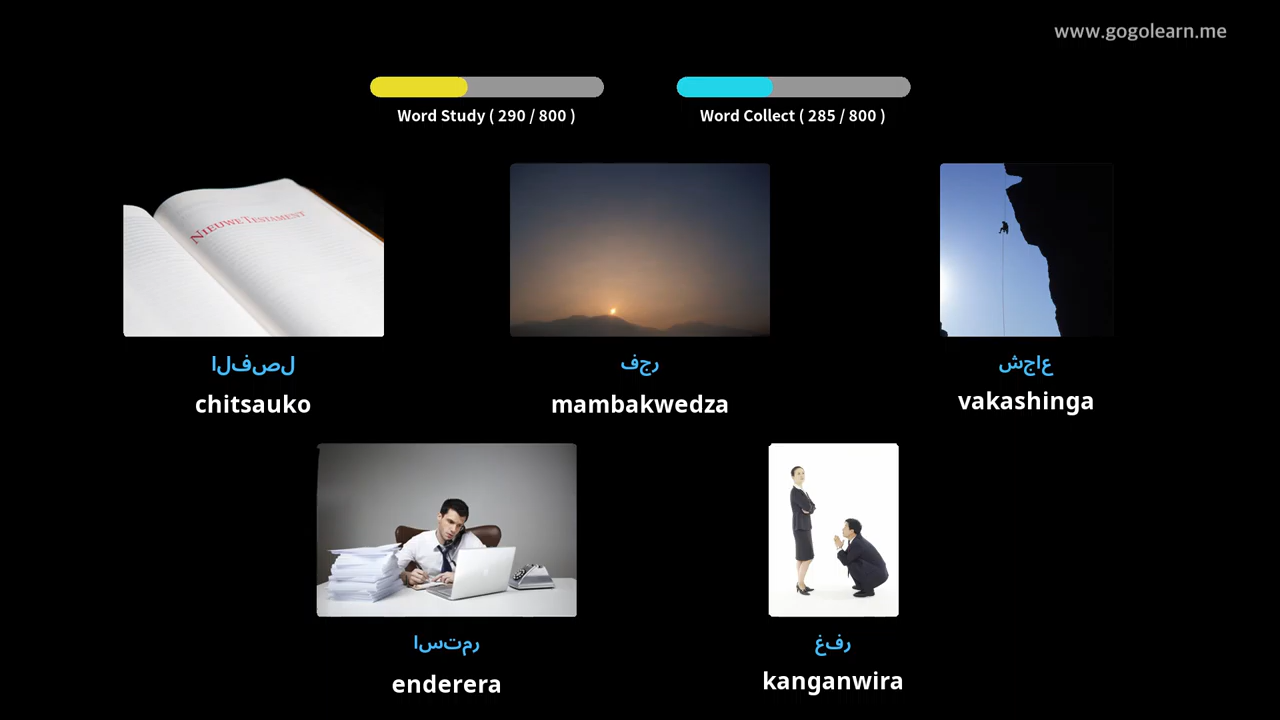 www.gogolearn.me
Word Study ( 290 / 800 )
Word Collect ( 285 / 800 )
NIEUWE TESTAMENT
الفصل
فجر
شجاع
chitsauko
mambakwedza
vakashinga
استمر
غفر
enderera
kanganwira